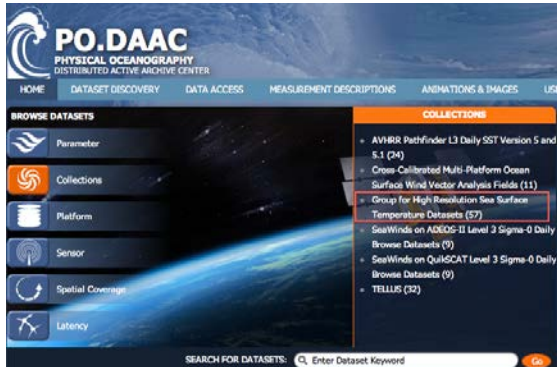 PO.DAAC
PHYSICAL OCEANOGRAPHY
DISTRIBUTED ACTIVE ARCHIVE CENTER
HOME DATASET DISCOVERY DATA ACCESS MEASUREMENT DESCRIPTIONS ANIMATIONS & IMAGES
BROWSE DATASETS
Parameter
Collections
Platform
Sensor
Spatial Coverage
Latency
COLLECTIONS
AVHRR Pathfinder L3 Daily SST Version 5 and
5.1 (24)
Cross-Calibrated Multi-Platform Ocean
Surface Wind Vector Analysis Fields (11)
Group for High Resolution Sea Surface
Temperature Datasets (57)
SeaWinds on ADEOS-II Level 3 Sigma-0 Daily
Browse Datasets (9)
SeaWinds on QuikSCAT Level 3 Sigma-0 Daily
Browse Datasets (9)
TELLUS (32)
SEARCH FOR DATASETS: Enter Dataset Keyword Go